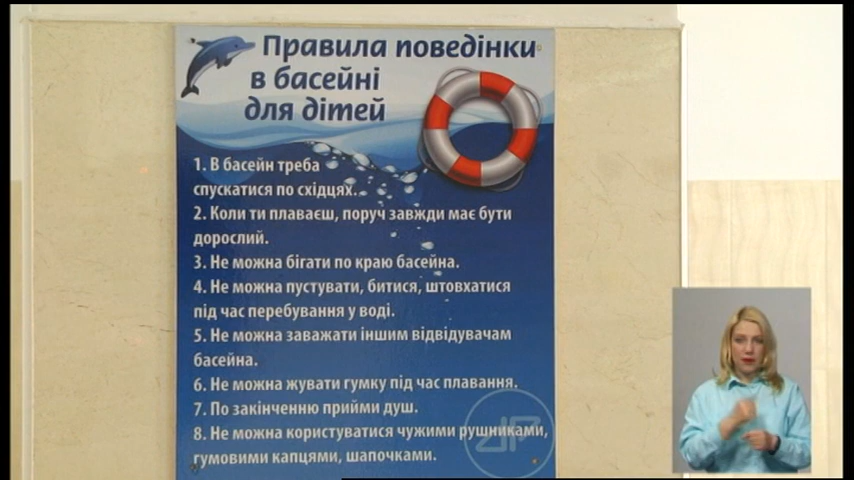 Правила поведінки
в басейні
для дітей
1. В басейн треба
спускатися по східцях.
2. Коли ти плаваєш, поруч завжди має бути
дорослий.
3. Не можна бігати по краю басейна.
4. Не можна пустувати, битися, штовхатися
під час перебування у воді.
5. Не можна заважати іншим відвідувачам
басейна.
6. Не можна жувати гумку під час плавання.
7. По закінченню прийми душ.
8. Не можна користуватися чужими рушниками,
гумовими капцями, шапочками.